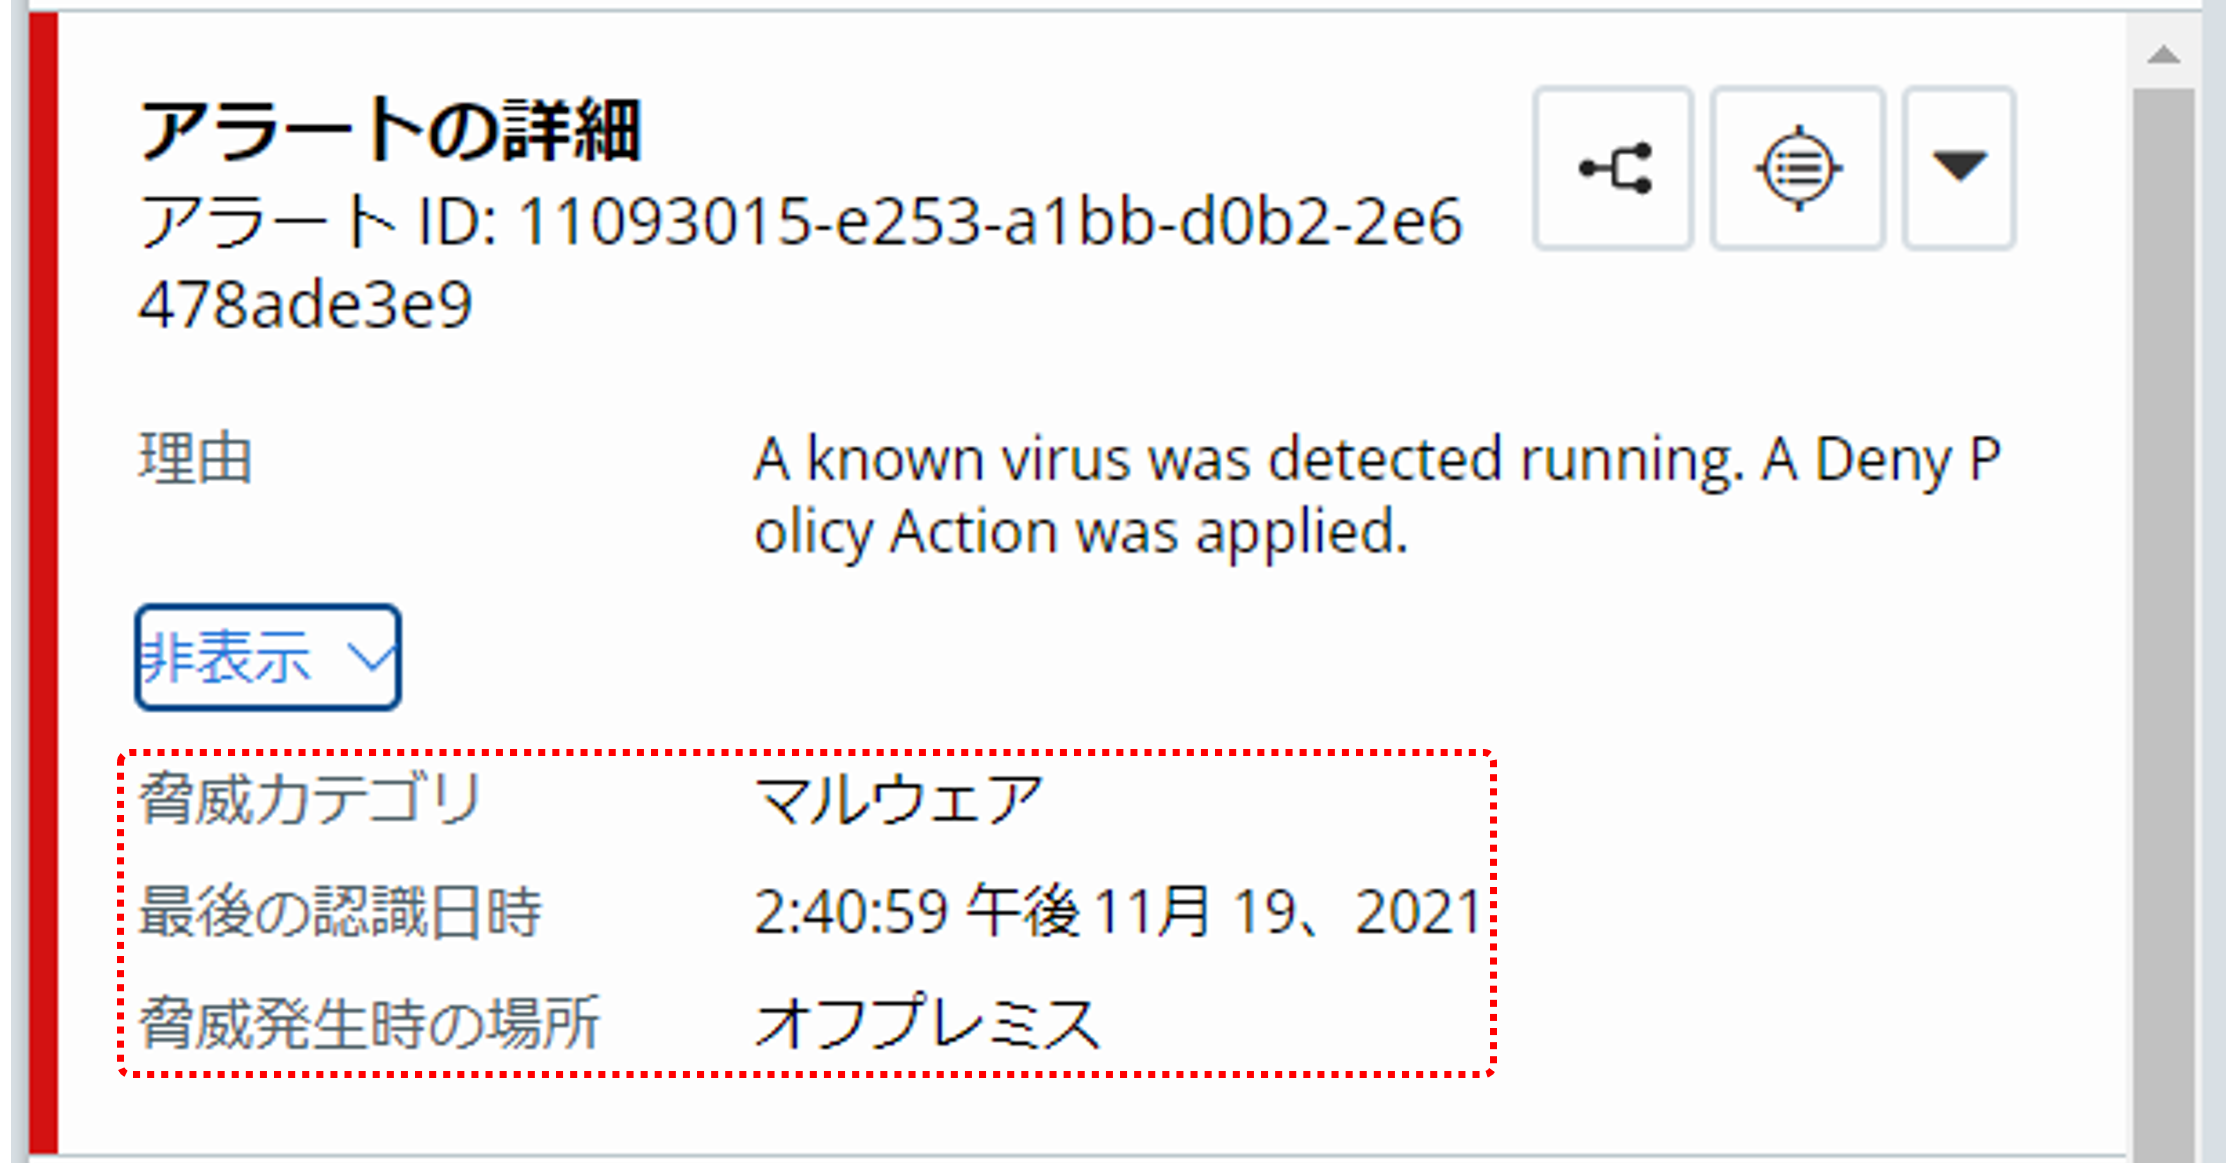 アラートの詳細
アラート ID: 11093015-e253-a1bb-d0b2-2e6
478ade3e9
理由 A known virus was detected running. A Deny P
olicy Action was applied.
非表示
脅威カテゴリ マルウェア
最後の認識日時 2:40:59 午後 11月 19、2021
脅威発生時の場所 オフプレミス